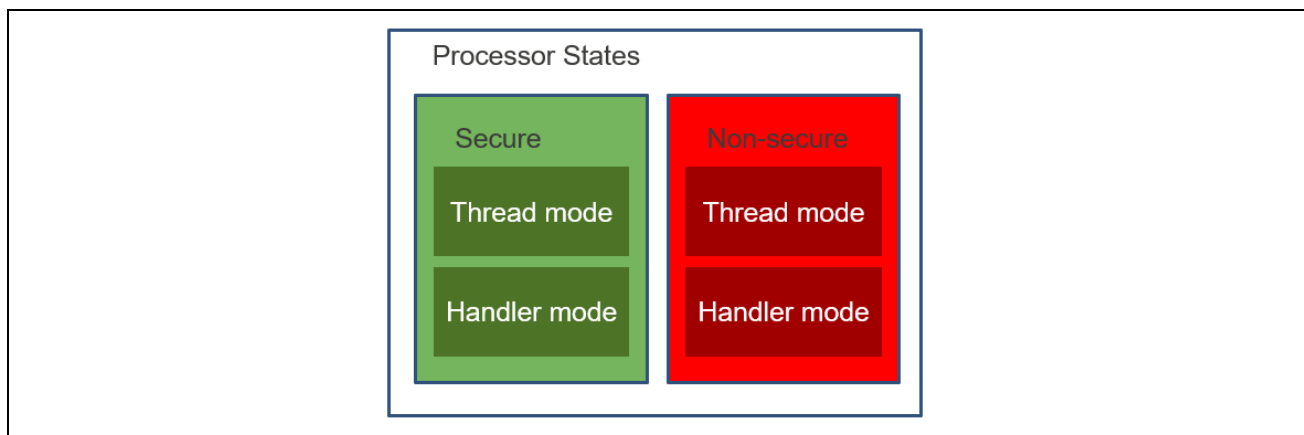 Processor States
Secure
Thread mode
Handler mode
Non-secure
Thread mode
Handler mode